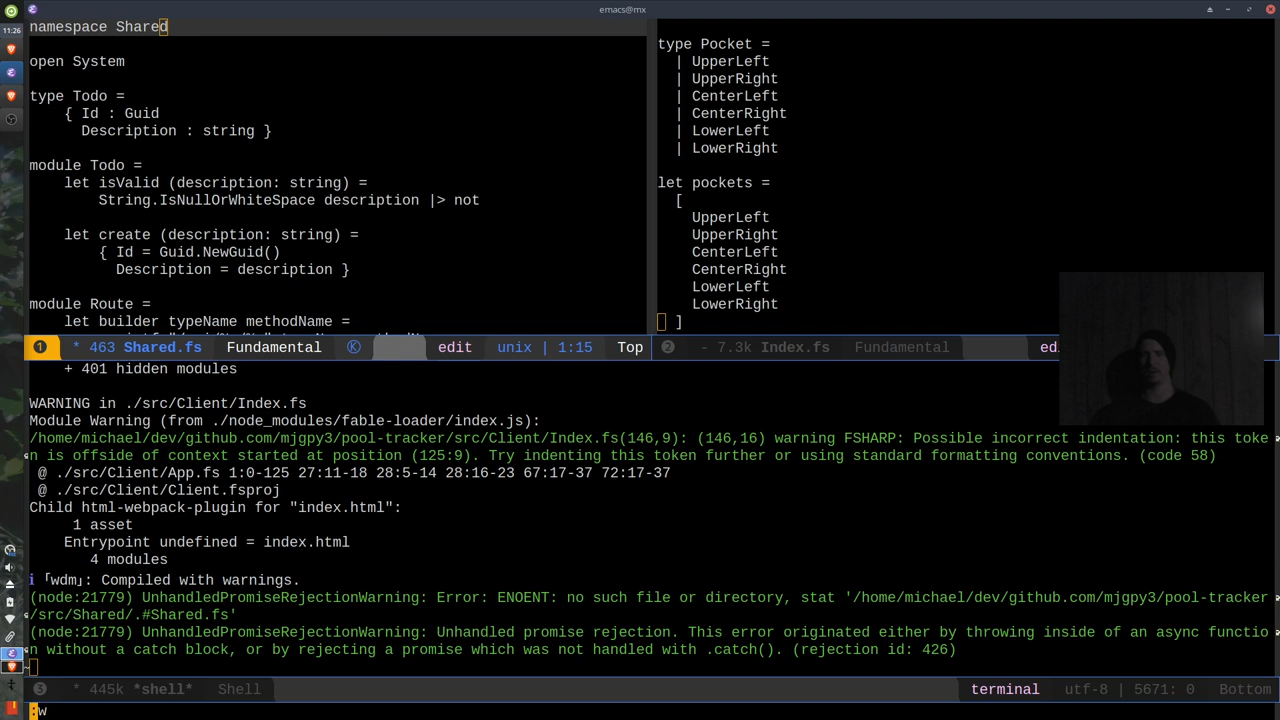 emacs@mx
11:26
namespace Shared
open System
type Todo =
{ Id : Guid
Description : string }
module Todo =
let isValid (description: string) =
String.IsNullOrWhiteSpace description |> not
let create (description: string) =
{ Id = Guid.NewGuid()
Description = description }
module Route =
let builder typeName methodName =
type Pocket =
| UpperLeft
| UpperRight
| CenterLeft
| CenterRight
| LowerLeft
| LowerRight
let pockets =
[
UpperLeft
UpperRight
CenterLeft
CenterRight
LowerLeft
LowerRight
]
1 * 463 Shared.fs Fundamental K edit unix | 1:15 Top
2 - 7.3k Index.fs Fundamental edi
+ 401 hidden modules
WARNING in ./src/Client/Index.fs
Module Warning (from ./node_modules/fable-loader/index.js):
/home/michael/dev/github.com/mjgpy3/pool-tracker/src/Client/Index.fs(146,9): (146,16) warning FSHARP: Possible incorrect indentation: this toke
n is offside of context started at position (125:9). Try indenting this token further or using standard formatting conventions. (code 58)
@ ./src/Client/App.fs 1:0-125 27:11-18 28:5-14 28:16-23 67:17-37 72:17-37
@ ./src/Client/Client.fsproj
Child html-webpack-plugin for "index.html":
1 asset
Entrypoint undefined = index.html
4 modules
i ｢wdm｣: Compiled with warnings.
(node:21779) UnhandledPromiseRejectionWarning: Error: ENOENT: no such file or directory, stat '/home/michael/dev/github.com/mjgpy3/pool-tracker
/src/Shared/.#Shared.fs'
(node:21779) UnhandledPromiseRejectionWarning: Unhandled promise rejection. This error originated either by throwing inside of an async functio
n without a catch block, or by rejecting a promise which was not handled with .catch(). (rejection id: 426)
3 * 445k *shell* Shell terminal utf-8 | 5671: 0 Bottom
:w